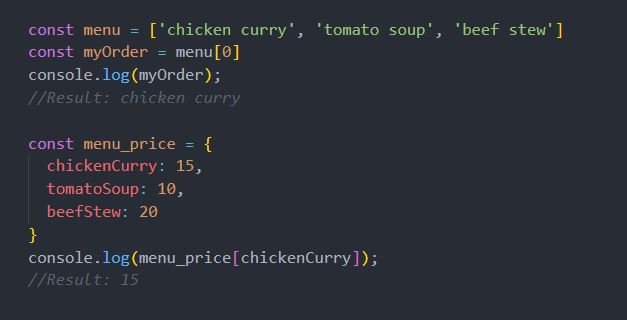 const menu = ['chicken curry', 'tomato soup', 'beef stew']
const myOrder = menu[0]
console.log(myOrder);
//Result: chicken curry

const menu_price = {
  chickenCurry: 15,
  tomatoSoup: 10,
  beefStew: 20
}
console.log(menu_price[chickenCurry]);
//Result: 15